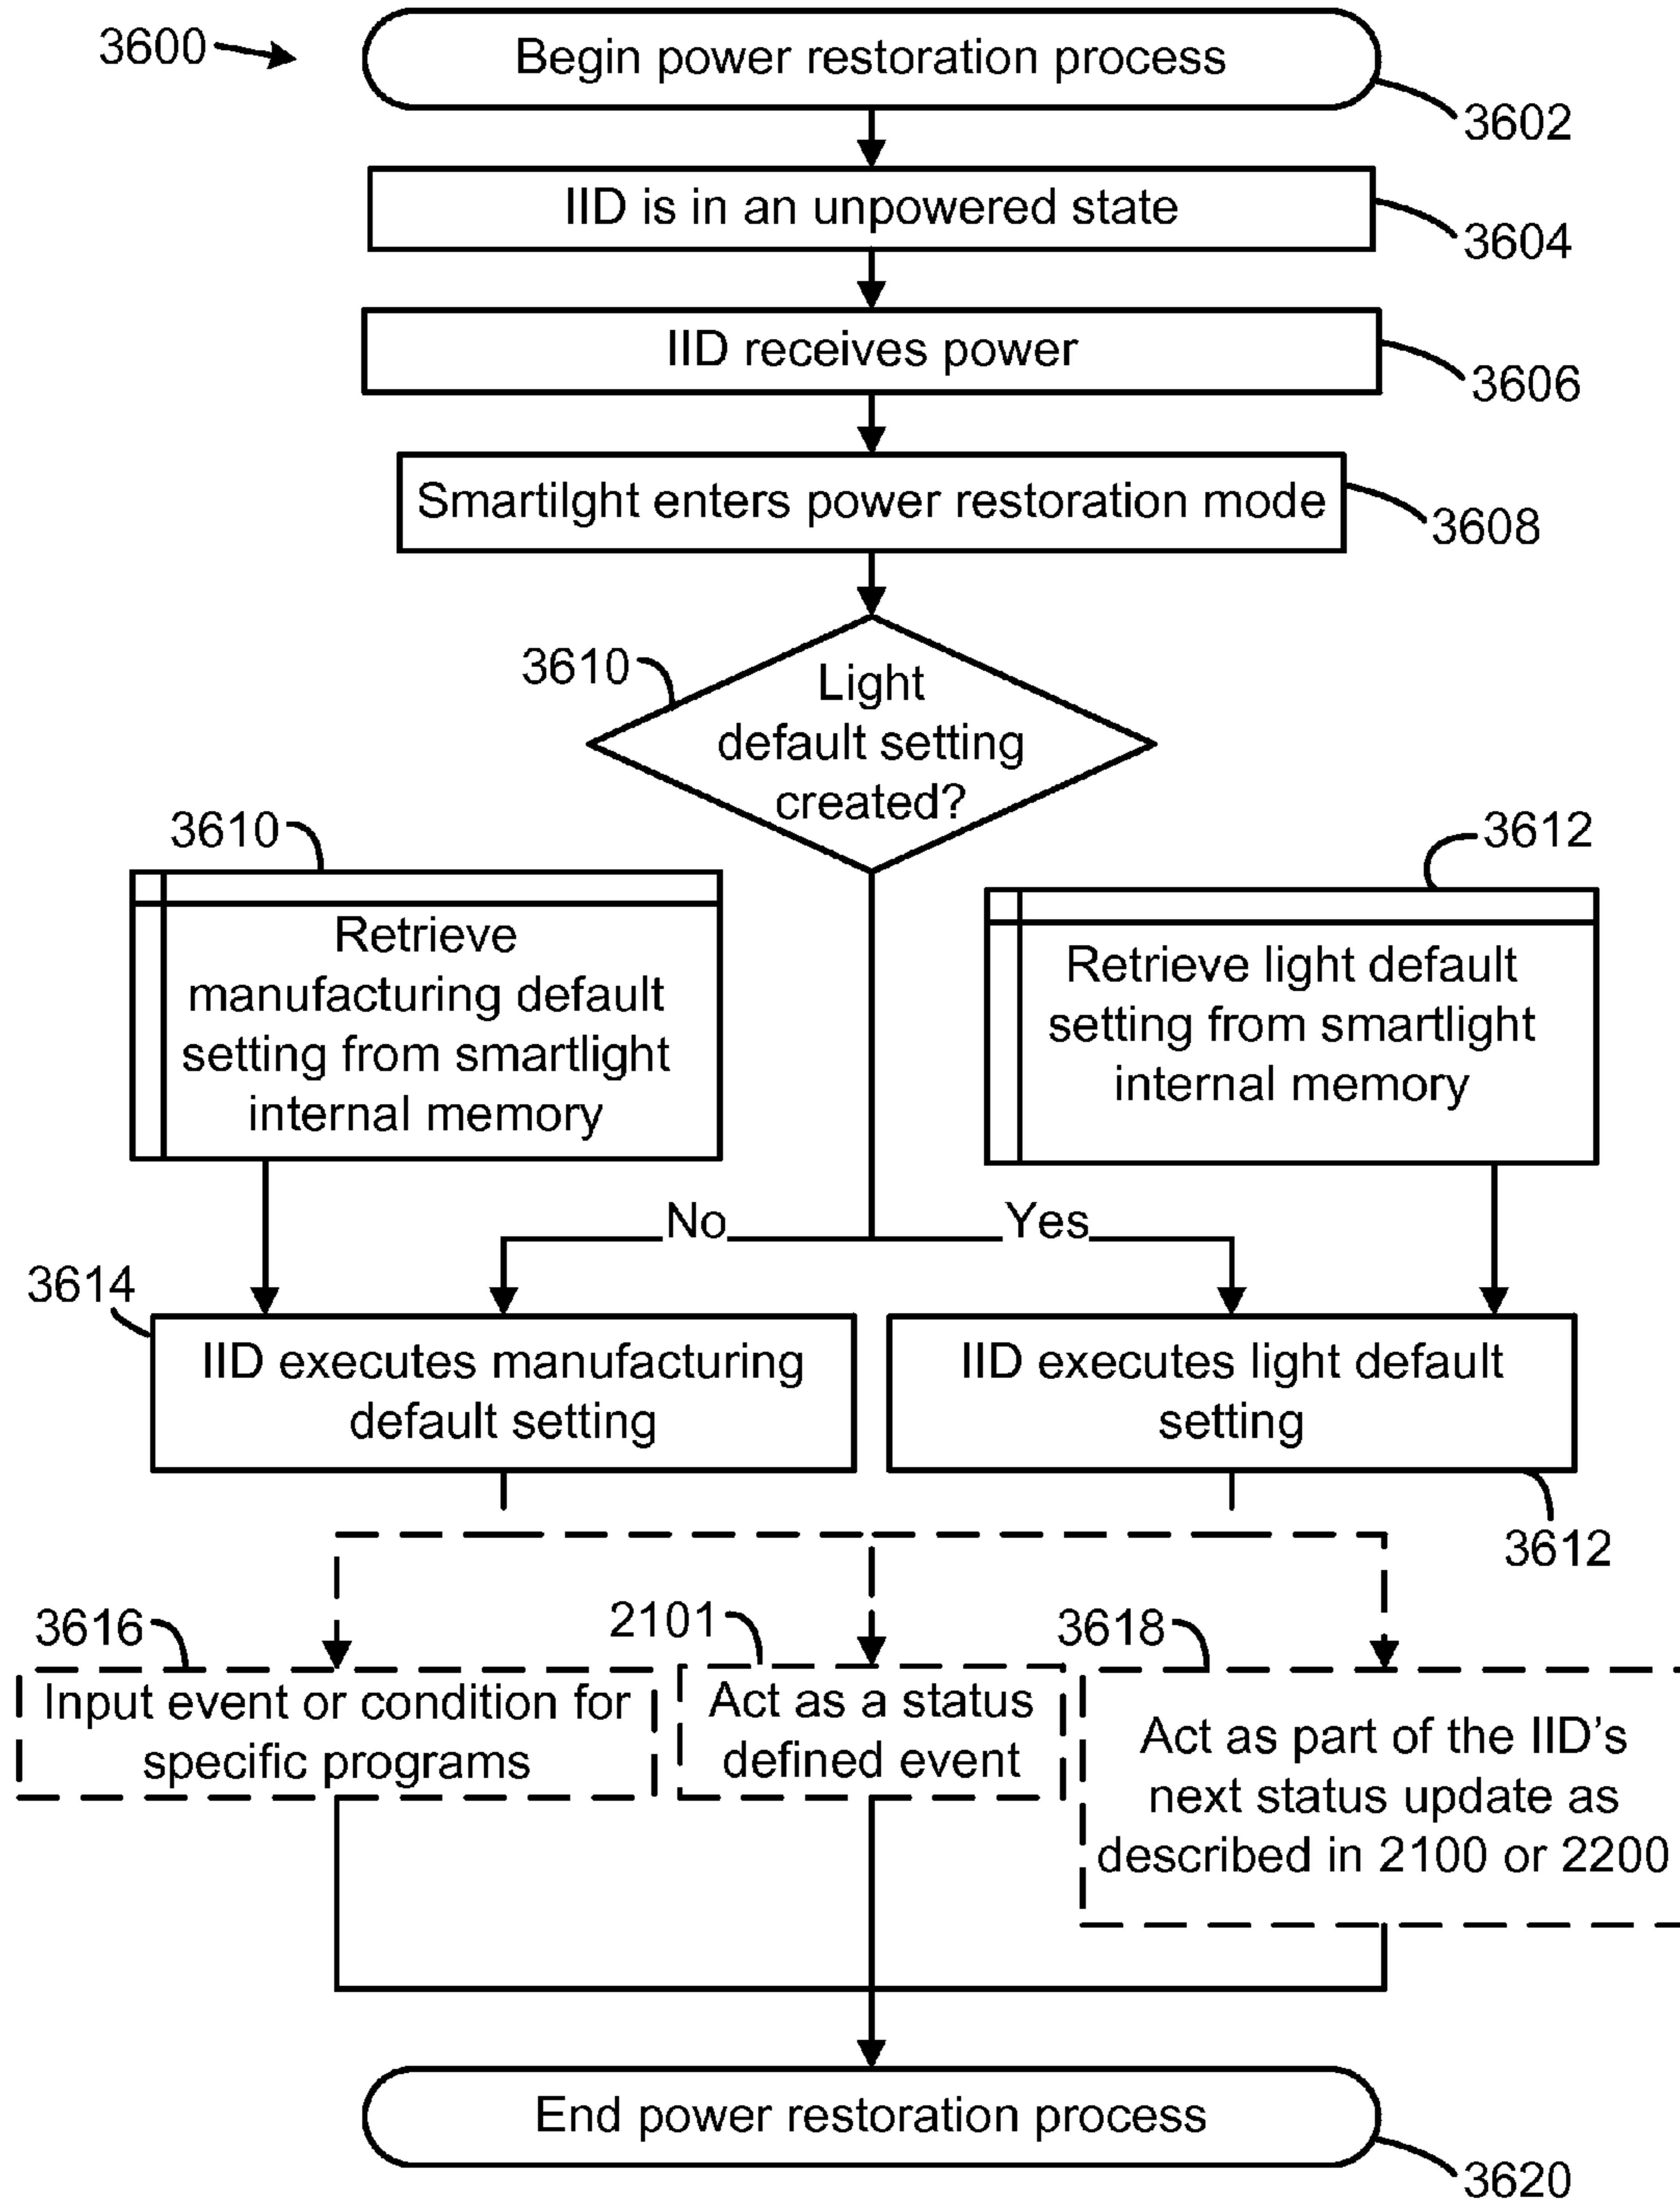 3600
Begin power restoration process
3602
IID is in an unpowered state
3604
IID receives power
3606
Smartilght enters power restoration mode
3608
3610
Light
default setting
created?
3610
Retrieve
manufacturing default
setting from smartlight
internal memory
3612
Retrieve light default
setting from smartlight
internal memory
No
Yes
3614
IID executes manufacturing
default setting
IID executes light default
setting
3612
3616
Input event or condition for
specific programs
2101
Act as a status
defined event
3618
Act as part of the IID's
next status update as
described in 2100 or 2200
End power restoration process
3620